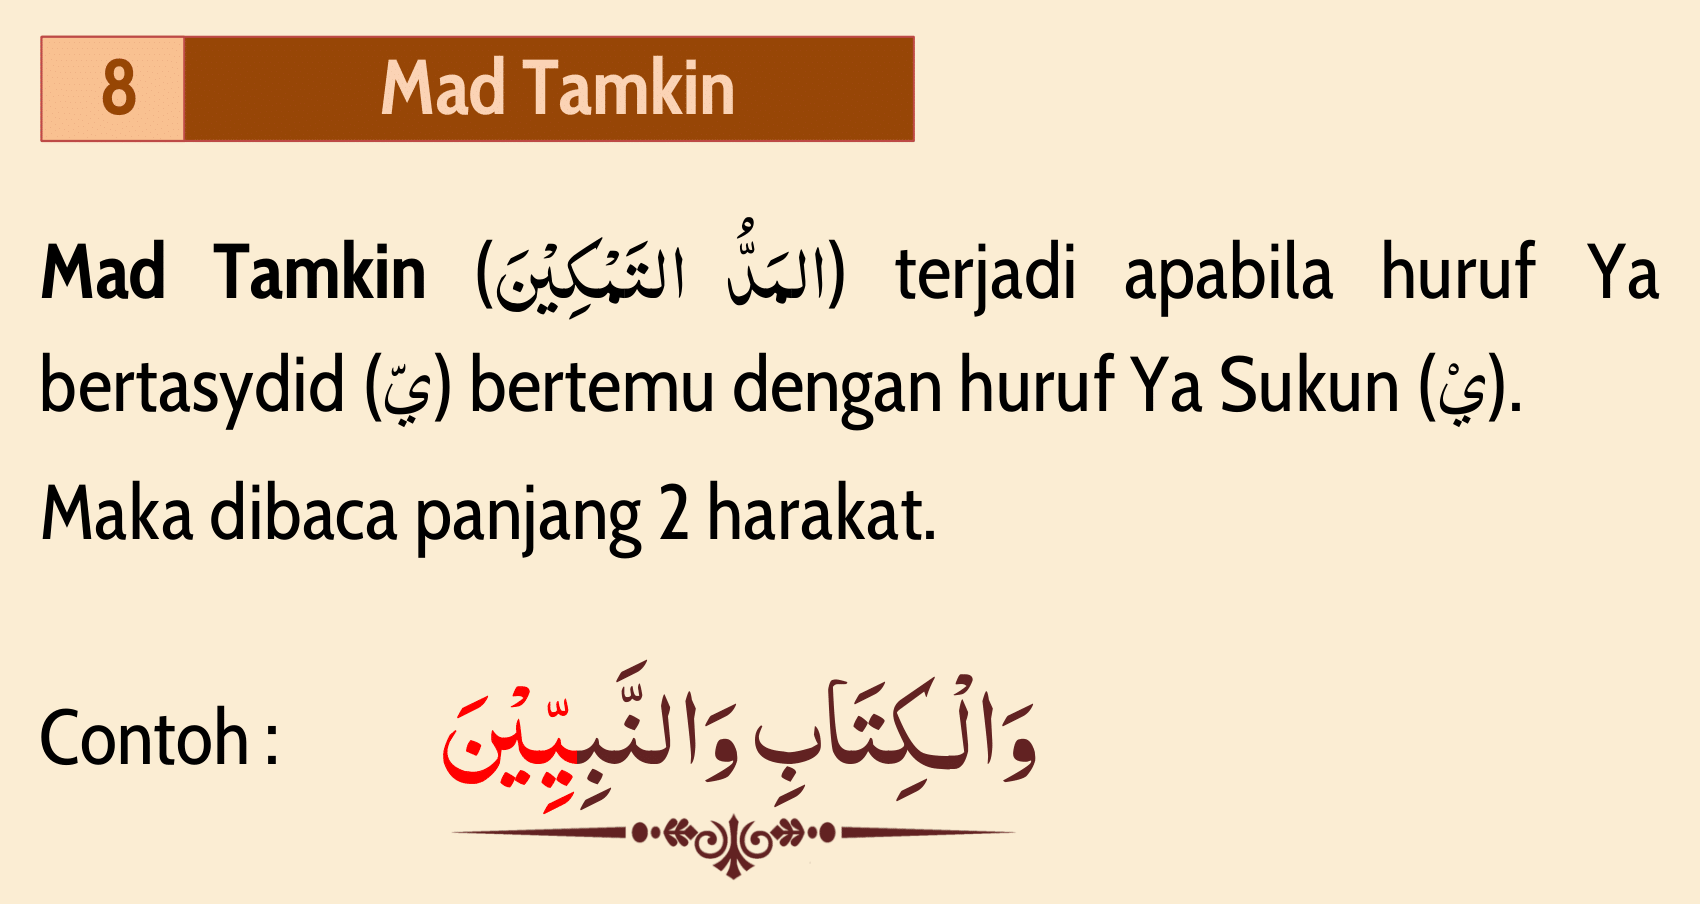 8 Mad Tamkin
Mad Tamkin (المَدُّ التَمْكِيْنَ) terjadi apabila huruf Ya
bertasydid (يّ) bertemu dengan huruf Ya Sukun (يْ).
Maka dibaca panjang 2 harakat.
Contoh : وَالْكِتَابِ وَالنَّبِيِّيْنَ